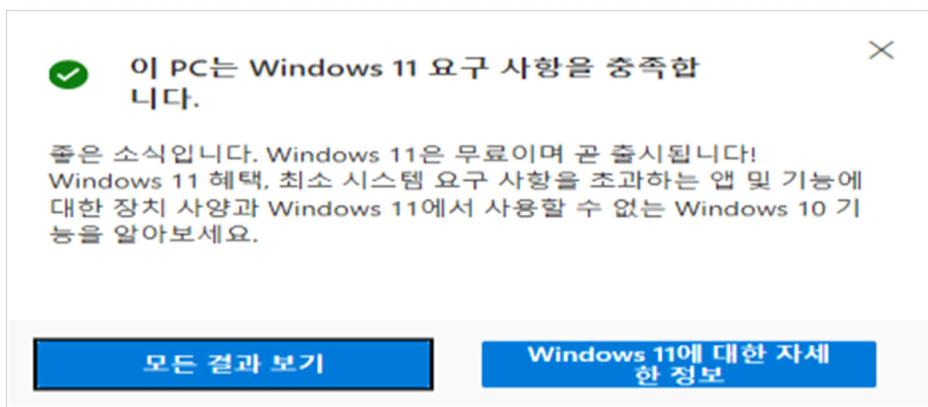 이 PC는 Windows 11 요구 사항을 충족합
니다.
좋은 소식입니다. Windows 11은 무료이며 곧 출시됩니다!
Windows 11 혜택, 최소 시스템 요구 사항을 초과하는 앱 및 기능에
대한 장치 사양과 Windows 11에서 사용할 수 없는 Windows 10 기
능을 알아보세요.
모든 결과 보기
Windows 11에 대한 자세
한 정보